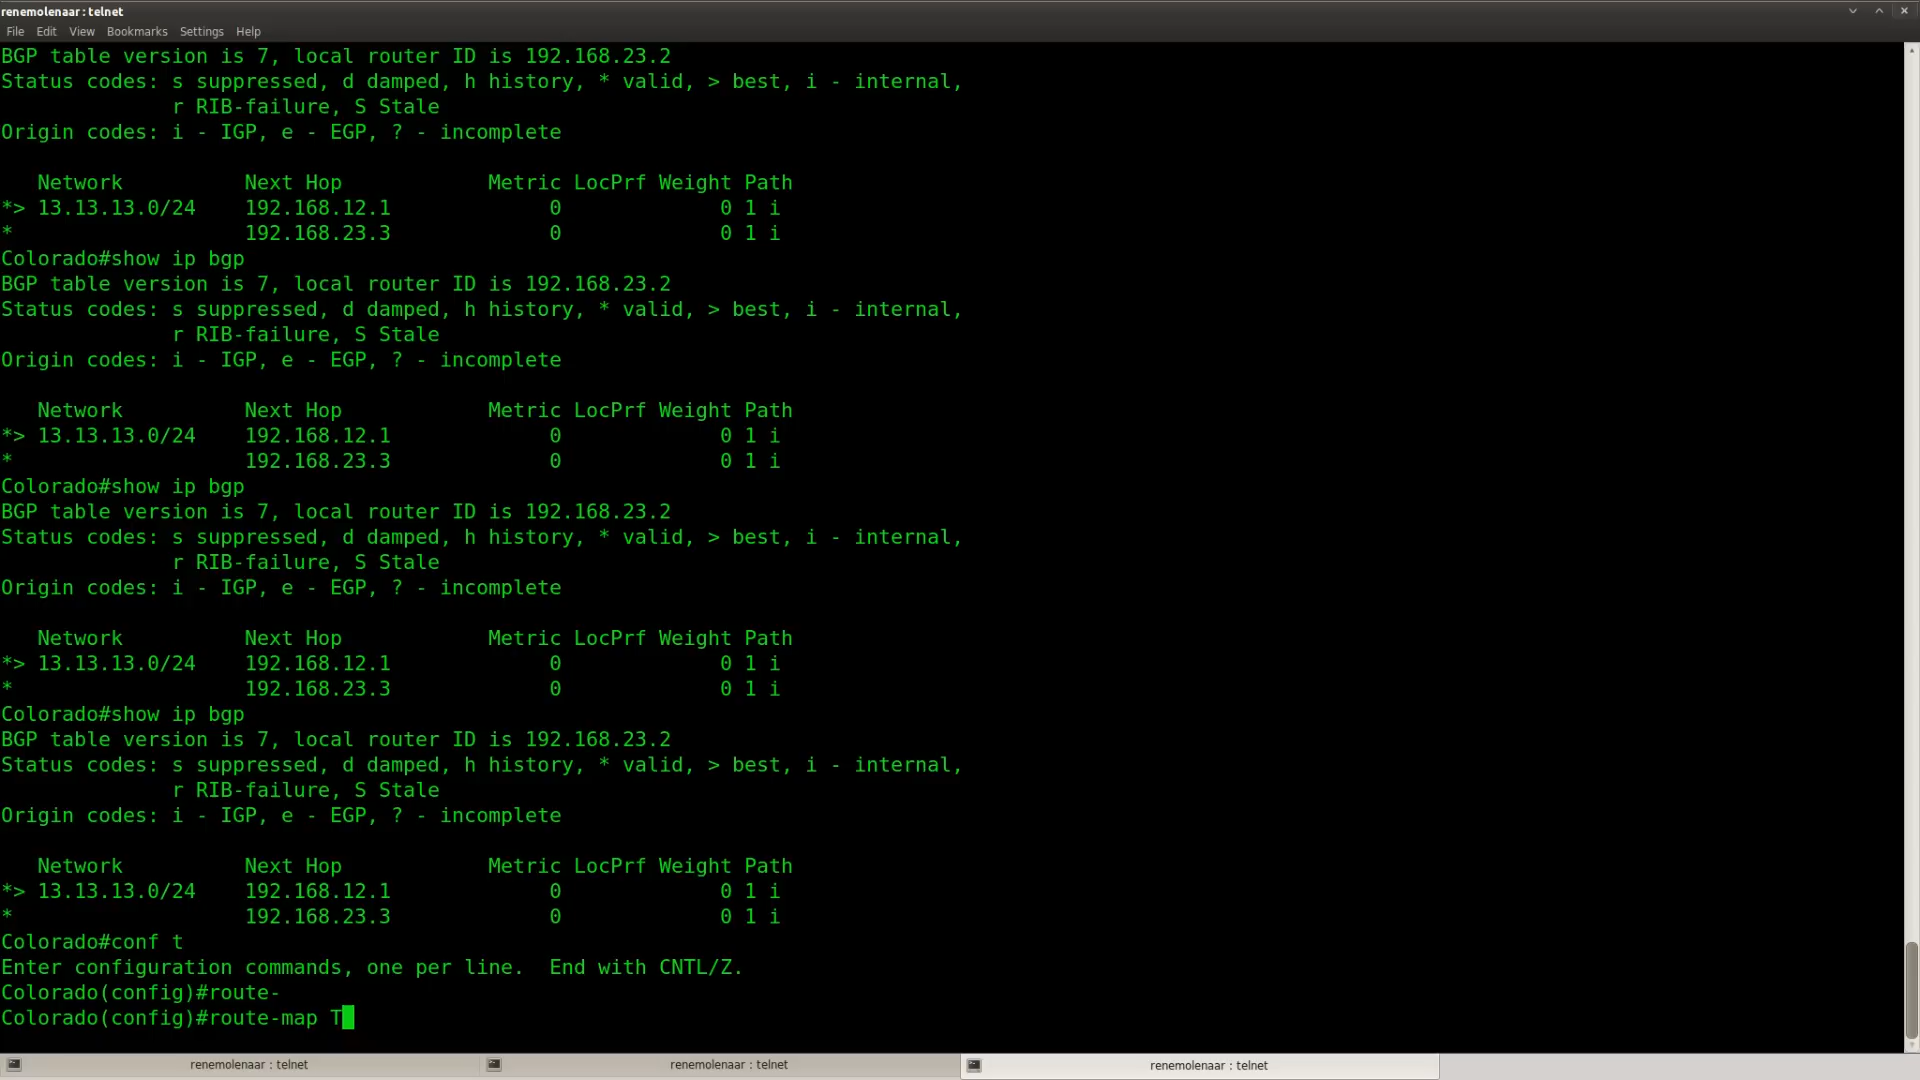 renemolenaar : telnet
File Edit View Bookmarks Settings Help
BGP table version is 7, local router ID is 192.168.23.2
Status codes: s suppressed, d damped, h history, * valid, > best, i - internal,
              r RIB-failure, S Stale
Origin codes: i - IGP, e - EGP, ? - incomplete
   Network          Next Hop            Metric LocPrf Weight Path
*> 13.13.13.0/24    192.168.12.1             0             0 1 i
*                   192.168.23.3             0             0 1 i
Colorado#show ip bgp
BGP table version is 7, local router ID is 192.168.23.2
Status codes: s suppressed, d damped, h history, * valid, > best, i - internal,
              r RIB-failure, S Stale
Origin codes: i - IGP, e - EGP, ? - incomplete
   Network          Next Hop            Metric LocPrf Weight Path
*> 13.13.13.0/24    192.168.12.1             0             0 1 i
*                   192.168.23.3             0             0 1 i
Colorado#show ip bgp
BGP table version is 7, local router ID is 192.168.23.2
Status codes: s suppressed, d damped, h history, * valid, > best, i - internal,
              r RIB-failure, S Stale
Origin codes: i - IGP, e - EGP, ? - incomplete
   Network          Next Hop            Metric LocPrf Weight Path
*> 13.13.13.0/24    192.168.12.1             0             0 1 i
*                   192.168.23.3             0             0 1 i
Colorado#show ip bgp
BGP table version is 7, local router ID is 192.168.23.2
Status codes: s suppressed, d damped, h history, * valid, > best, i - internal,
              r RIB-failure, S Stale
Origin codes: i - IGP, e - EGP, ? - incomplete
   Network          Next Hop            Metric LocPrf Weight Path
*> 13.13.13.0/24    192.168.12.1             0             0 1 i
*                   192.168.23.3             0             0 1 i
Colorado#conf t
Enter configuration commands, one per line.  End with CNTL/Z.
Colorado(config)#route-
Colorado(config)#route-map T
renemolenaar : telnet renemolenaar : telnet renemolenaar : telnet